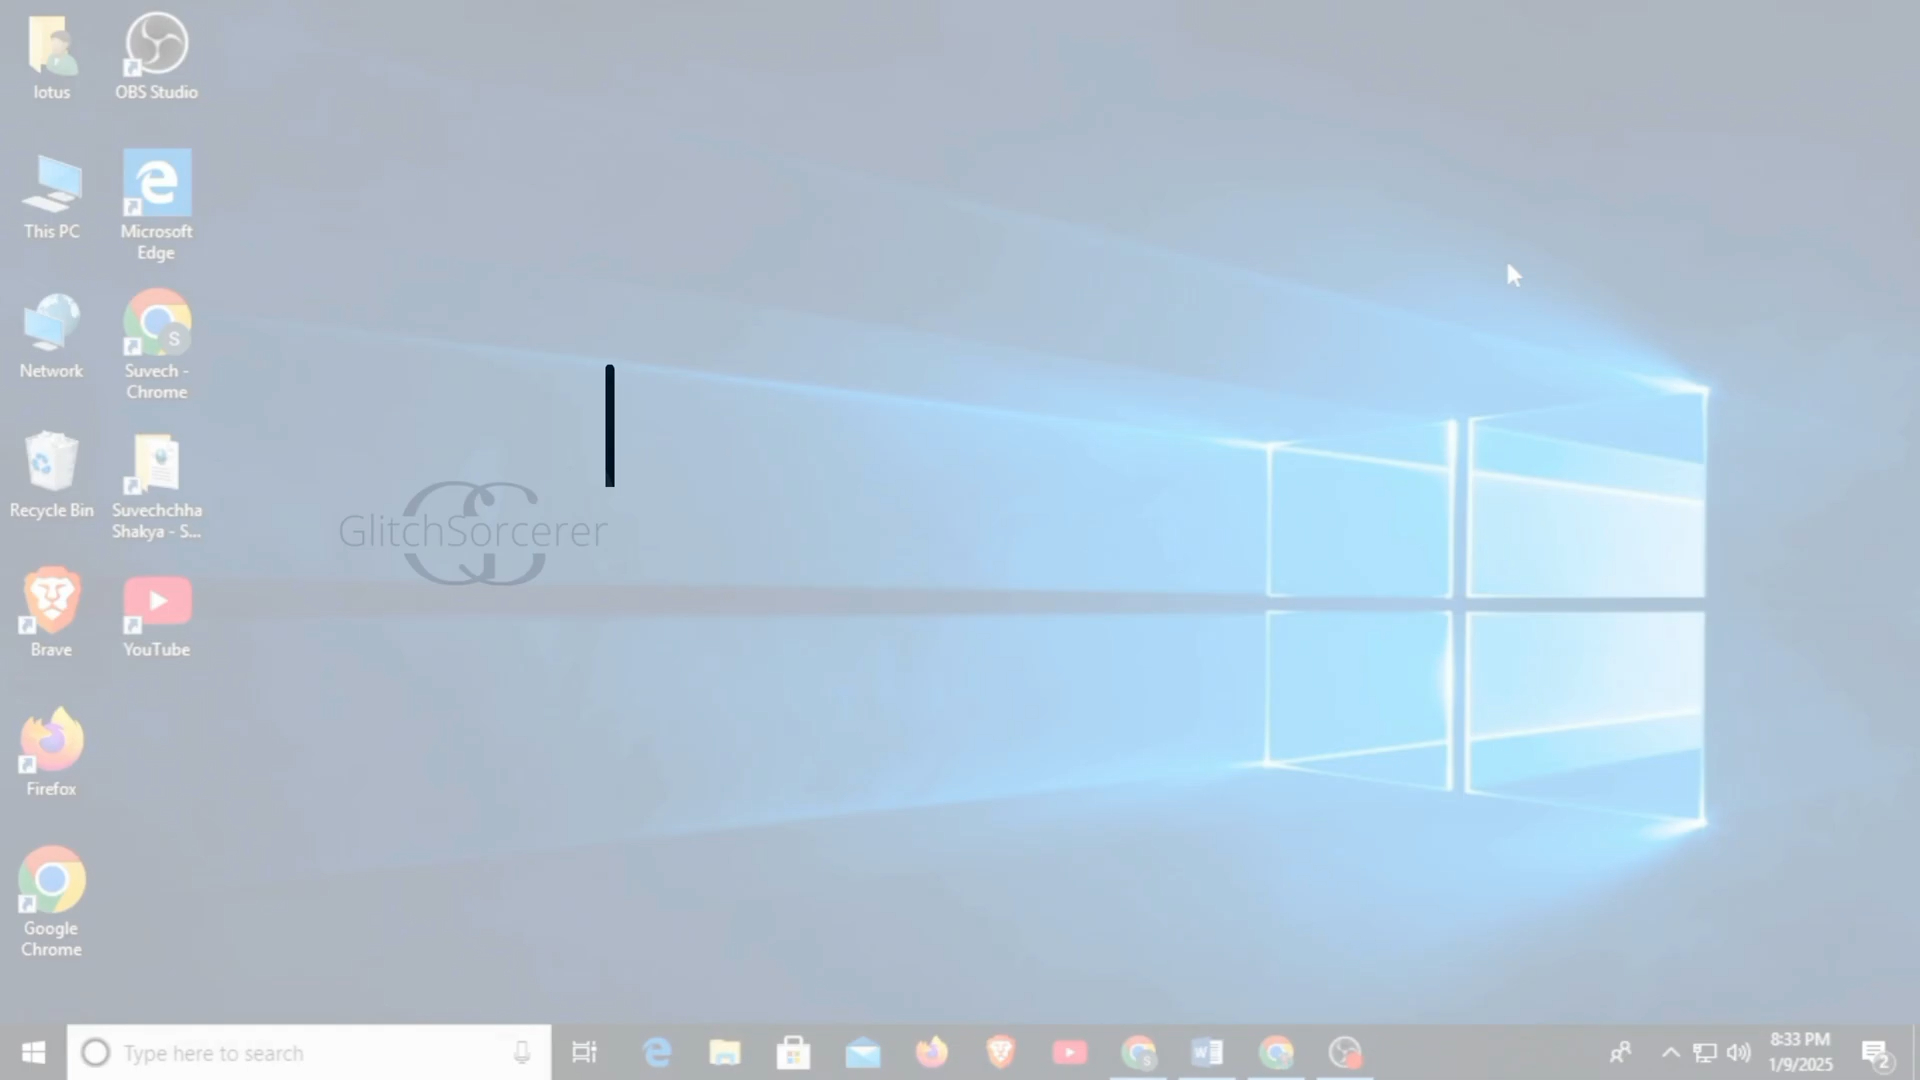 lotus
OBS Studio
This PC
Microsoft
Edge
Network
S
Suvech -
Chrome
Recycle Bin
Suvechchha
Shakya - S...
GlitchSorcerer
Brave
YouTube
Firefox
Google
Chrome
Type here to search
8:33 PM
1/9/2025
2